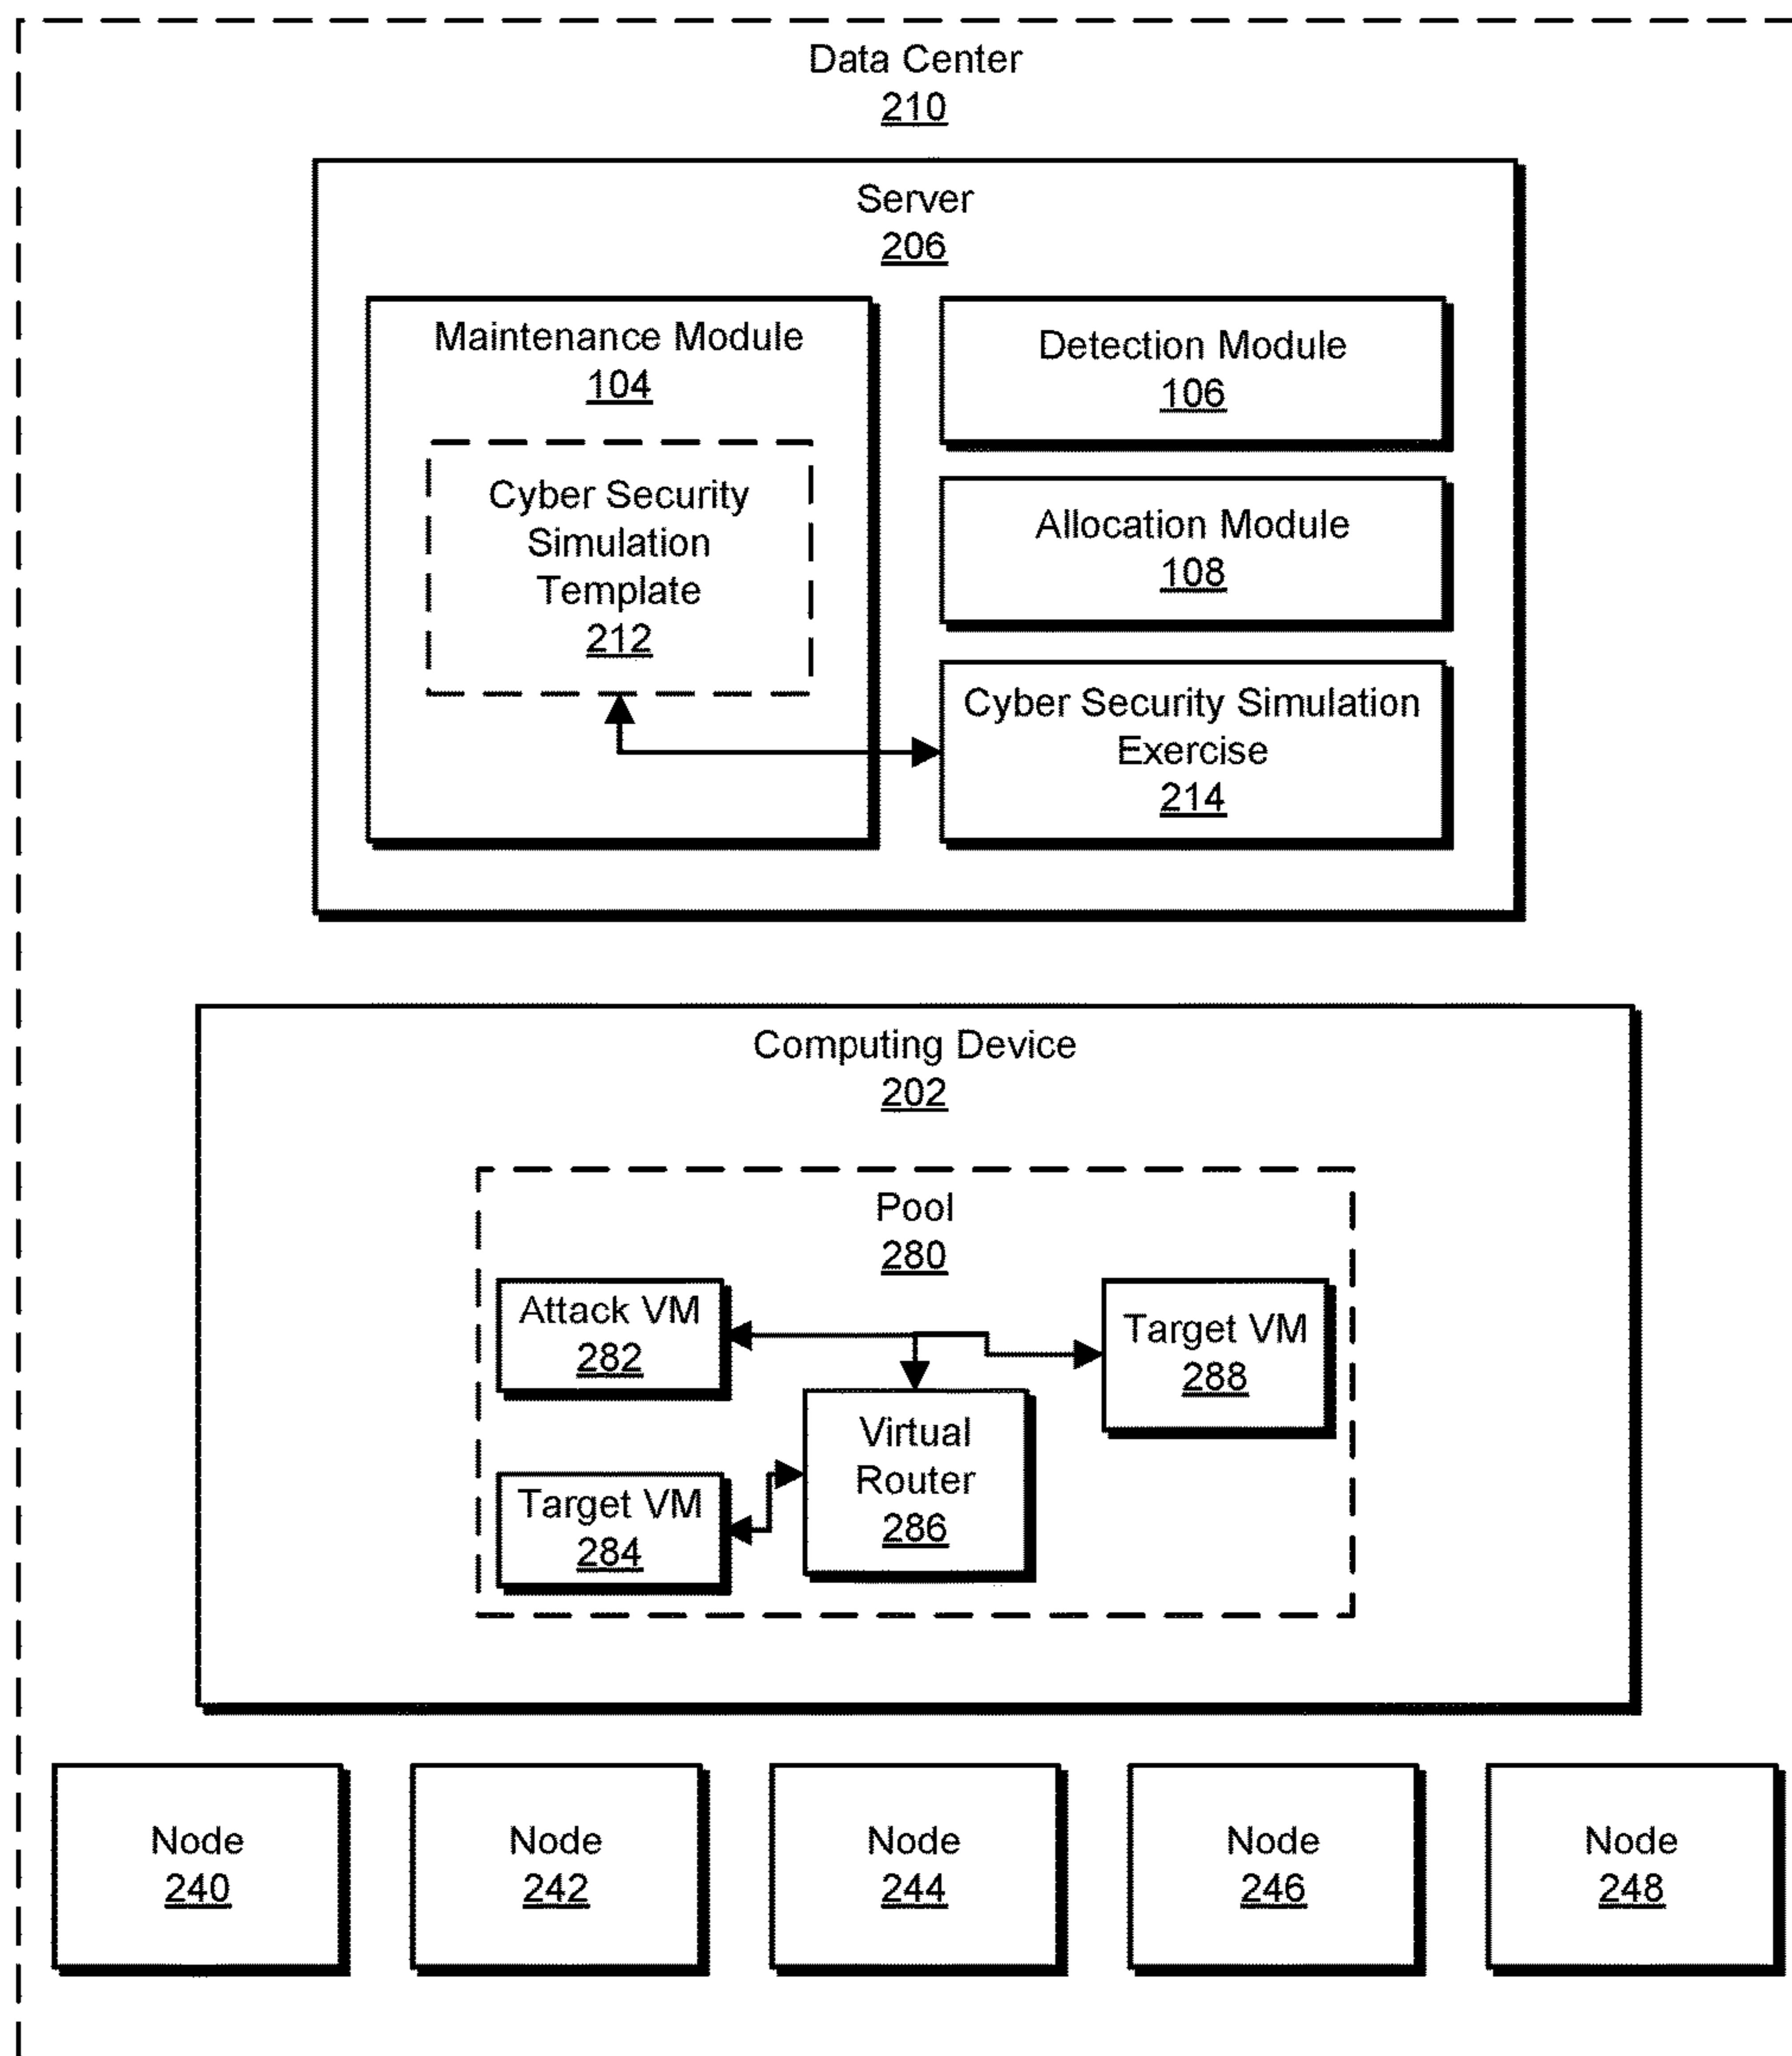 Data Center
210
Server
206
Maintenance Module
104
Cyber Security
Simulation
Template
212
Detection Module
106
Allocation Module
108
Cyber Security Simulation
Exercise
214
Computing Device
202
Pool
280
Attack VM
282
Target VM
288
Virtual
Router
286
Target VM
284
Node
240
Node
242
Node
244
Node
246
Node
248